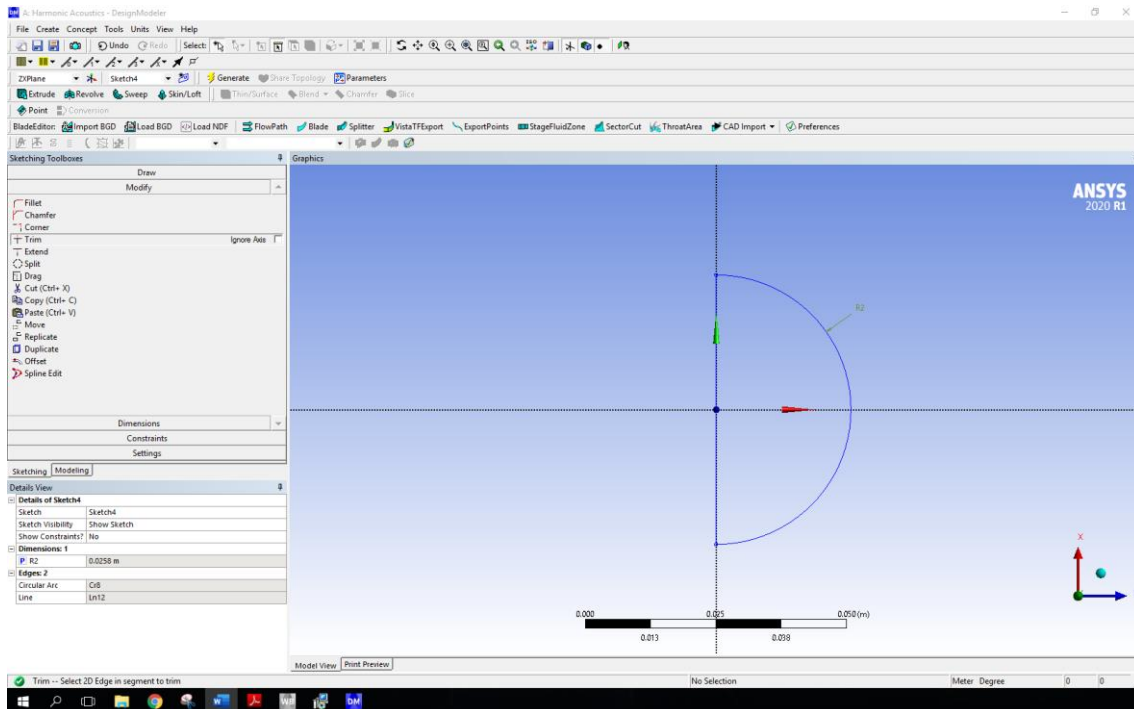 A: Harmonic Acoustics - DesignModeler
File Create Concept Tools Units View Help
Undo Redo Select:
ZXPlane Sketch4 Generate Share Topology Parameters
Extrude Revolve Sweep Skin/Loft Thin/Surface Blend Chamfer Slice
Point Conversion
BladeEditor: Import BGD Load BGD Load NDF FlowPath Blade Splitter VistaTFExport ExportPoints StageFluidZone SectorCut ThroatArea CAD Import Preferences
Sketching Toolboxes
Draw
Modify
Fillet
Chamfer
Corner
Trim Ignore Axis
Extend
Split
Drag
Cut (Ctrl+ X)
Copy (Ctrl+ C)
Paste (Ctrl+ V)
Move
Replicate
Duplicate
Offset
Spline Edit
Dimensions
Constraints
Settings
Sketching Modeling
Details View
Details of Sketch4
Sketch Sketch4
Sketch Visibility Show Sketch
Show Constraints? No
Dimensions: 1
P R2 0.0258 m
Edges: 2
Circular Arc Cr8
Line Ln12
Graphics
ANSYS
2020 R1
R2
X
0.000 0.025 0.050 (m)
0.013 0.038
Model View Print Preview
Trim -- Select 2D Edge in segment to trim No Selection Meter Degree 0 0
W
DM